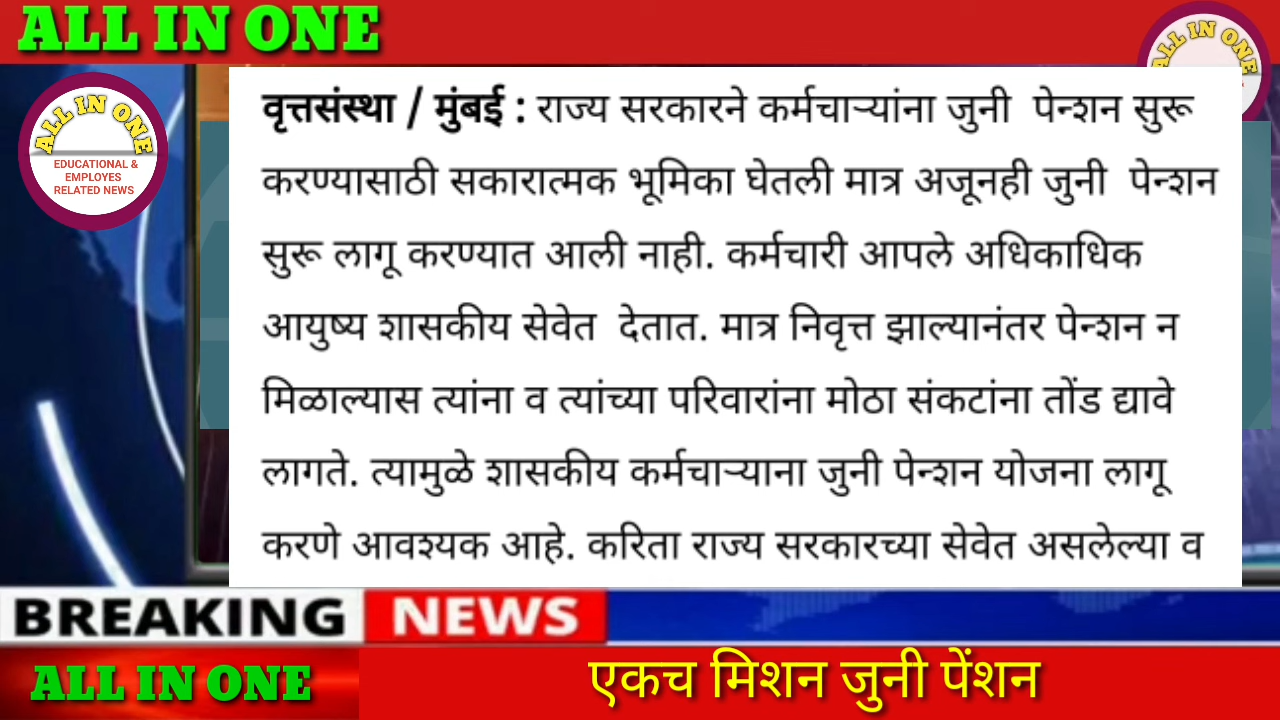 ALL IN ONE
ALL IN ONE
ALL IN ONE
EDUCATIONAL &
EMPLOYES
RELATED NEWS
वृत्तसंस्था / मुंबई : राज्य सरकारने कर्मचाऱ्यांना जुनी पेन्शन सुरू
करण्यासाठी सकारात्मक भूमिका घेतली मात्र अजूनही जुनी पेन्शन
सुरू लागू करण्यात आली नाही. कर्मचारी आपले अधिकाधिक
आयुष्य शासकीय सेवेत देतात. मात्र निवृत्त झाल्यानंतर पेन्शन न
मिळाल्यास त्यांना व त्यांच्या परिवारांना मोठा संकटांना तोंड द्यावे
लागते. त्यामुळे शासकीय कर्मचाऱ्याना जुनी पेन्शन योजना लागू
करणे आवश्यक आहे. करिता राज्य सरकारच्या सेवेत असलेल्या व
BREAKING NEWS
ALL IN ONE
एकच मिशन जुनी पेंशन